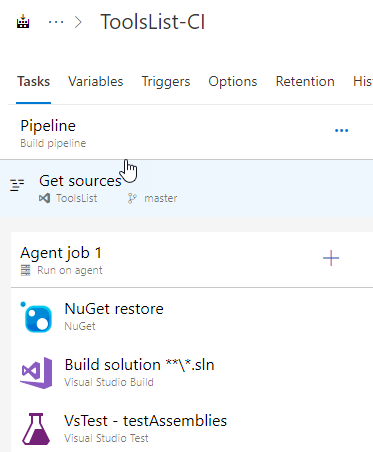 ··· > ToolsList-CI
Tasks Variables Triggers Options Retention His
Pipeline
Build pipeline
Get sources
ToolsList master
Agent job 1
Run on agent
NuGet restore
NuGet
Build solution **\*.sln
Visual Studio Build
VsTest - testAssemblies
Visual Studio Test